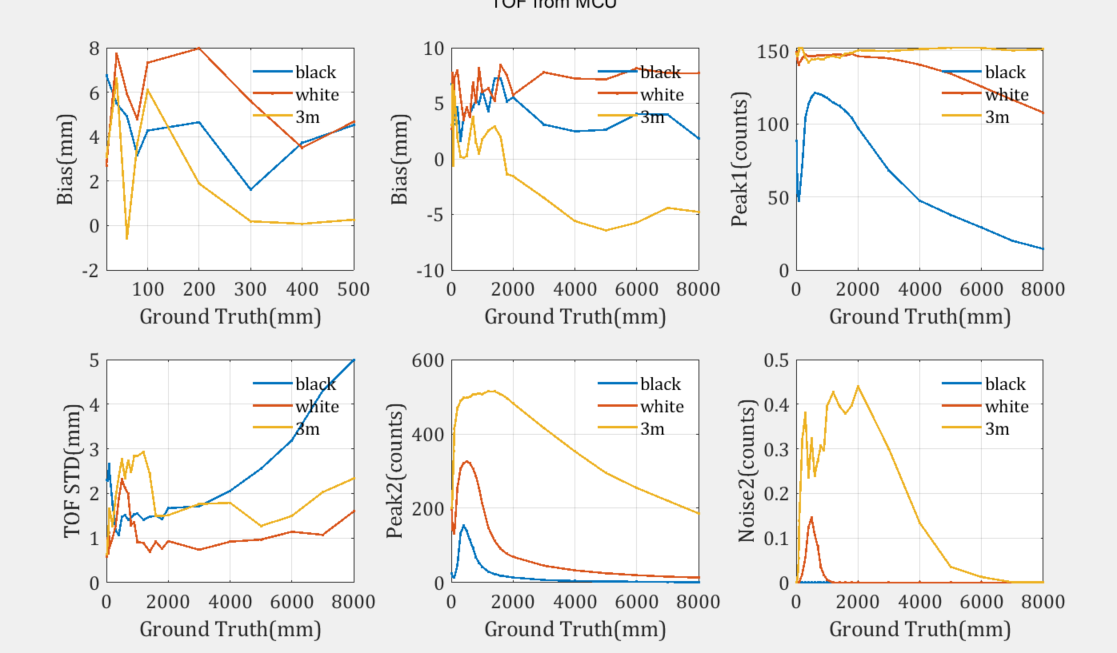 TOF from MCU
8
6
4
2
0
-2
Bias(mm)
black
white
3m
100 200 300 400 500
Ground Truth(mm)
10
5
0
-5
-10
Bias(mm)
black
white
3m
0 2000 4000 6000 8000
Ground Truth(mm)
150
100
50
0
Peak1(counts)
black
white
3m
0 2000 4000 6000 8000
Ground Truth(mm)
5
4
3
2
1
0
TOF STD(mm)
black
white
3m
0 2000 4000 6000 8000
Ground Truth(mm)
600
400
200
0
Peak2(counts)
black
white
3m
0 2000 4000 6000 8000
Ground Truth(mm)
0.5
0.4
0.3
0.2
0.1
0
Noise2(counts)
black
white
3m
0 2000 4000 6000 8000
Ground Truth(mm)